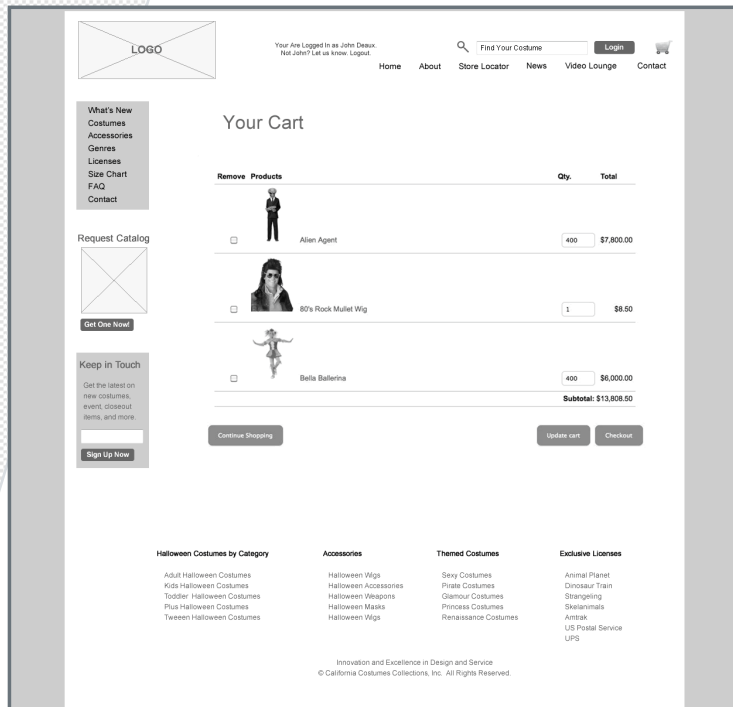 LOGO
Your Are Logged In as John Deaux.
Not John? Let us know. Logout.
Find Your Costume
Login
Home About Store Locator News Video Lounge Contact
What's New
Costumes
Accessories
Genres
Licenses
Size Chart
FAQ
Contact
Your Cart
Remove Products Qty. Total
Alien Agent 400 $7,800.00
80's Rock Mullet Wig 1 $8.50
Bella Ballerina 400 $6,000.00
Subtotal: $13,808.50
Continue Shopping Update cart Checkout
Request Catalog
Get One Now!
Keep in Touch
Get the latest on
new costumes,
event, closeout
items, and more.
Sign Up Now
Halloween Costumes by Category
Adult Halloween Costumes
Kids Halloween Costumes
Toddler Halloween Costumes
Plus Halloween Costumes
Tweeen Halloween Costumes
Accessories
Halloween Wigs
Halloween Accessories
Halloween Weapons
Halloween Masks
Halloween Wigs
Themed Costumes
Sexy Costumes
Pirate Costumes
Glamour Costumes
Princess Costumes
Renaissance Costumes
Exclusive Licenses
Animal Planet
Dinosaur Train
Strangeling
Skelanimals
Amtrak
US Postal Service
UPS
Innovation and Excellence in Design and Service
© California Costumes Collections, Inc. All Rights Reserved.